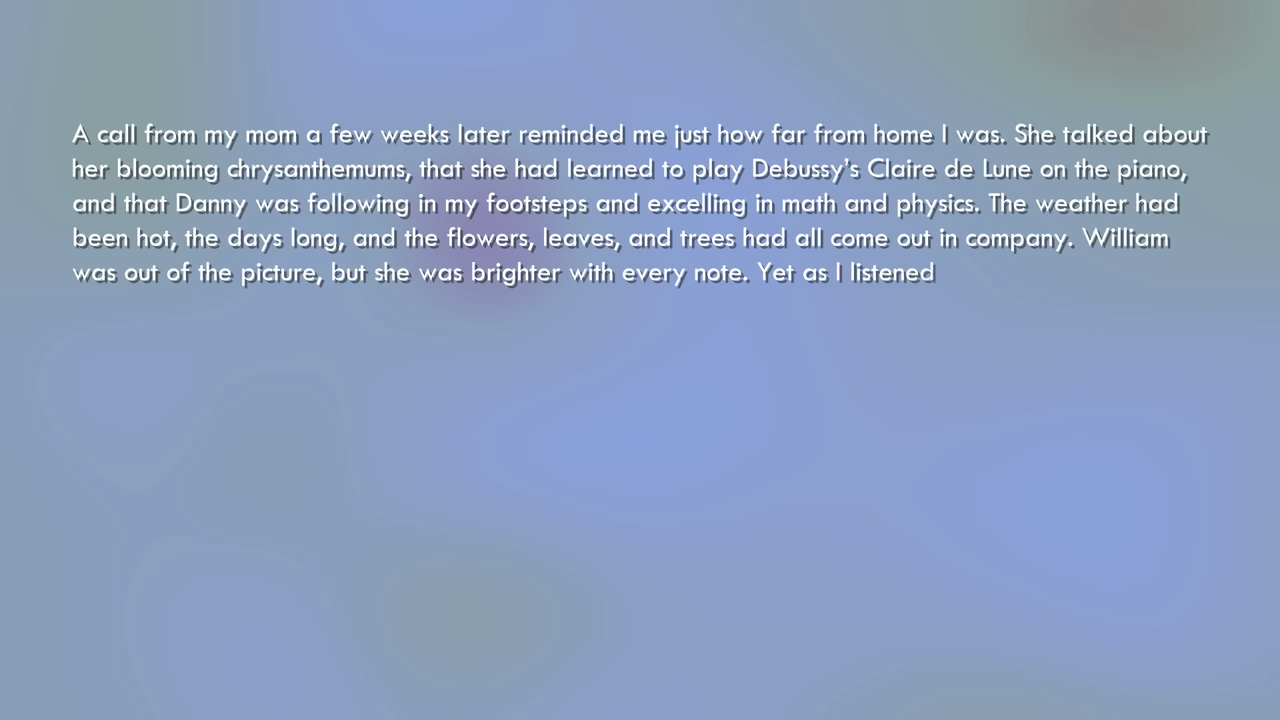 A call from my mom a few weeks later reminded me just how far from home I was. She talked about
her blooming chrysanthemums, that she had learned to play Debussy’s Claire de Lune on the piano,
and that Danny was following in my footsteps and excelling in math and physics. The weather had
been hot, the days long, and the flowers, leaves, and trees had all come out in company. William
was out of the picture, but she was brighter with every note. Yet as I listened